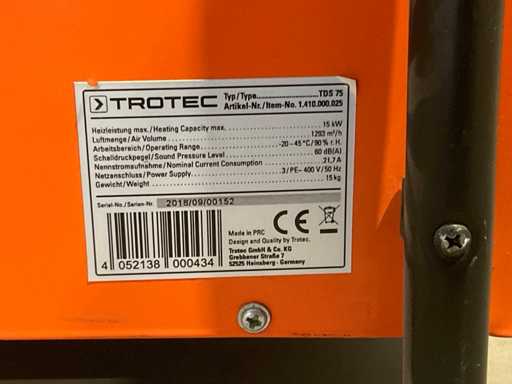 TROTEC
Typ/Type..........................TDS 75
Artikel-Nr./Item-No. 1.410.000.025
Heizleistung max./Heating Capacity max. .......... 15 kW
Luftmenge/Air Volume .......... 1293 m³/h
Arbeitsbereich/Operating Range .......... -20–45°C/90% r. H.
Schalldruckpegel/Sound Pressure Level .......... 60 dB(A)
Nennstromaufnahme/Nominal Current Consumption .......... 21,7 A
Netzanschluss/Power Supply .......... 3/PE~ 400 V/50 Hz
Gewicht/Weight .......... 15 kg
Serial-No./Serien-Nr. 2018/09/00152
4 052138 000434
CE
Made in PRC
Design and Quality by Trotec.
Trotec GmbH & Co. KG
Grebbener Straße 7
52525 Heinsberg - Germany